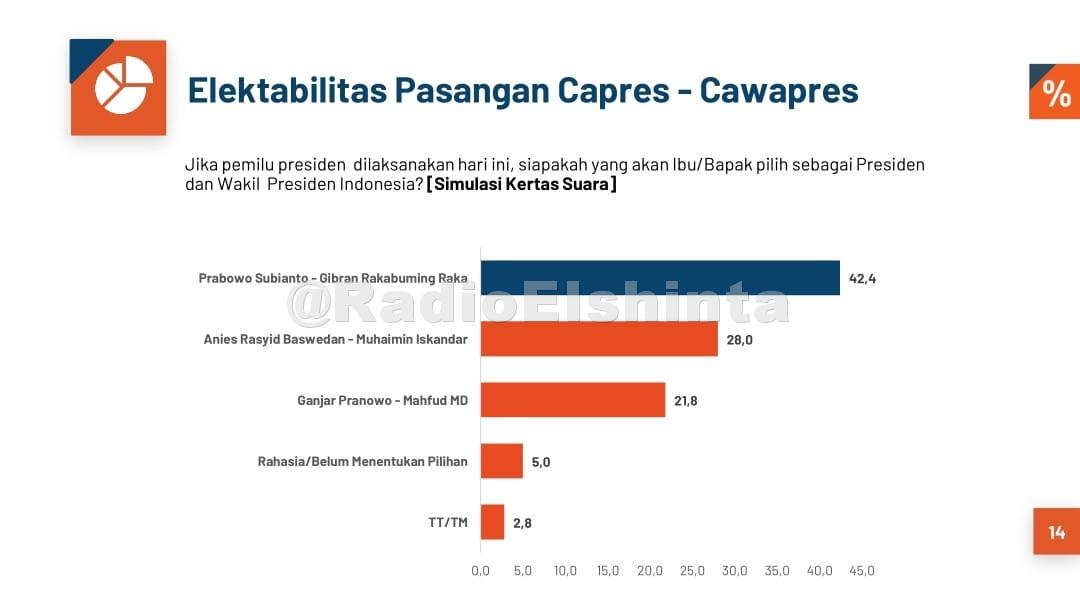 Elektabilitas Pasangan Capres - Cawapres
%
Jika pemilu presiden dilaksanakan hari ini, siapakah yang akan Ibu/Bapak pilih sebagai Presiden
dan Wakil Presiden Indonesia? [Simulasi Kertas Suara]
Prabowo Subianto - Gibran Rakabuming Raka 42,4
@RadioElshinta
Anies Rasyid Baswedan - Muhaimin Iskandar 28,0
Ganjar Pranowo - Mahfud MD 21,8
Rahasia/Belum Menentukan Pilihan 5,0
TT/TM 2,8
14
0,0 5,0 10,0 15,0 20,0 25,0 30,0 35,0 40,0 45,0